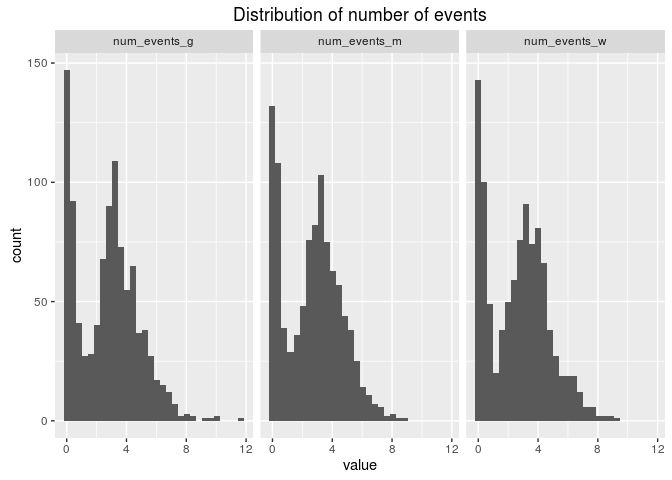 Distribution of number of events
num_events_g num_events_m num_events_w
150
100
50
0
count
0 4 8 12 0 4 8 12 0 4 8 12
value